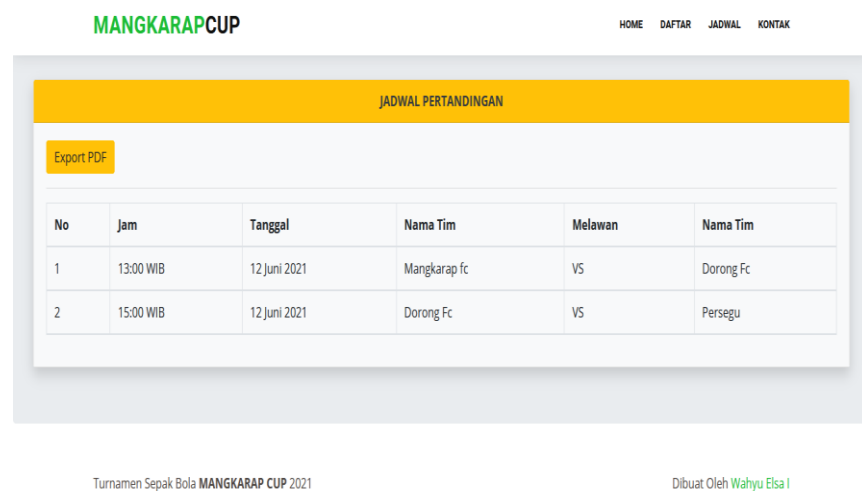 MANGKARAPCUP HOME DAFTAR JADWAL KONTAK
JADWAL PERTANDINGAN
Export PDF
No Jam Tanggal Nama Tim Melawan Nama Tim
1 13:00 WIB 12 Juni 2021 Mangkarap fc VS Dorong Fc
2 15:00 WIB 12 Juni 2021 Dorong Fc VS Persegu
Turnamen Sepak Bola MANGKARAP CUP 2021 Dibuat Oleh Wahyu Elsa I